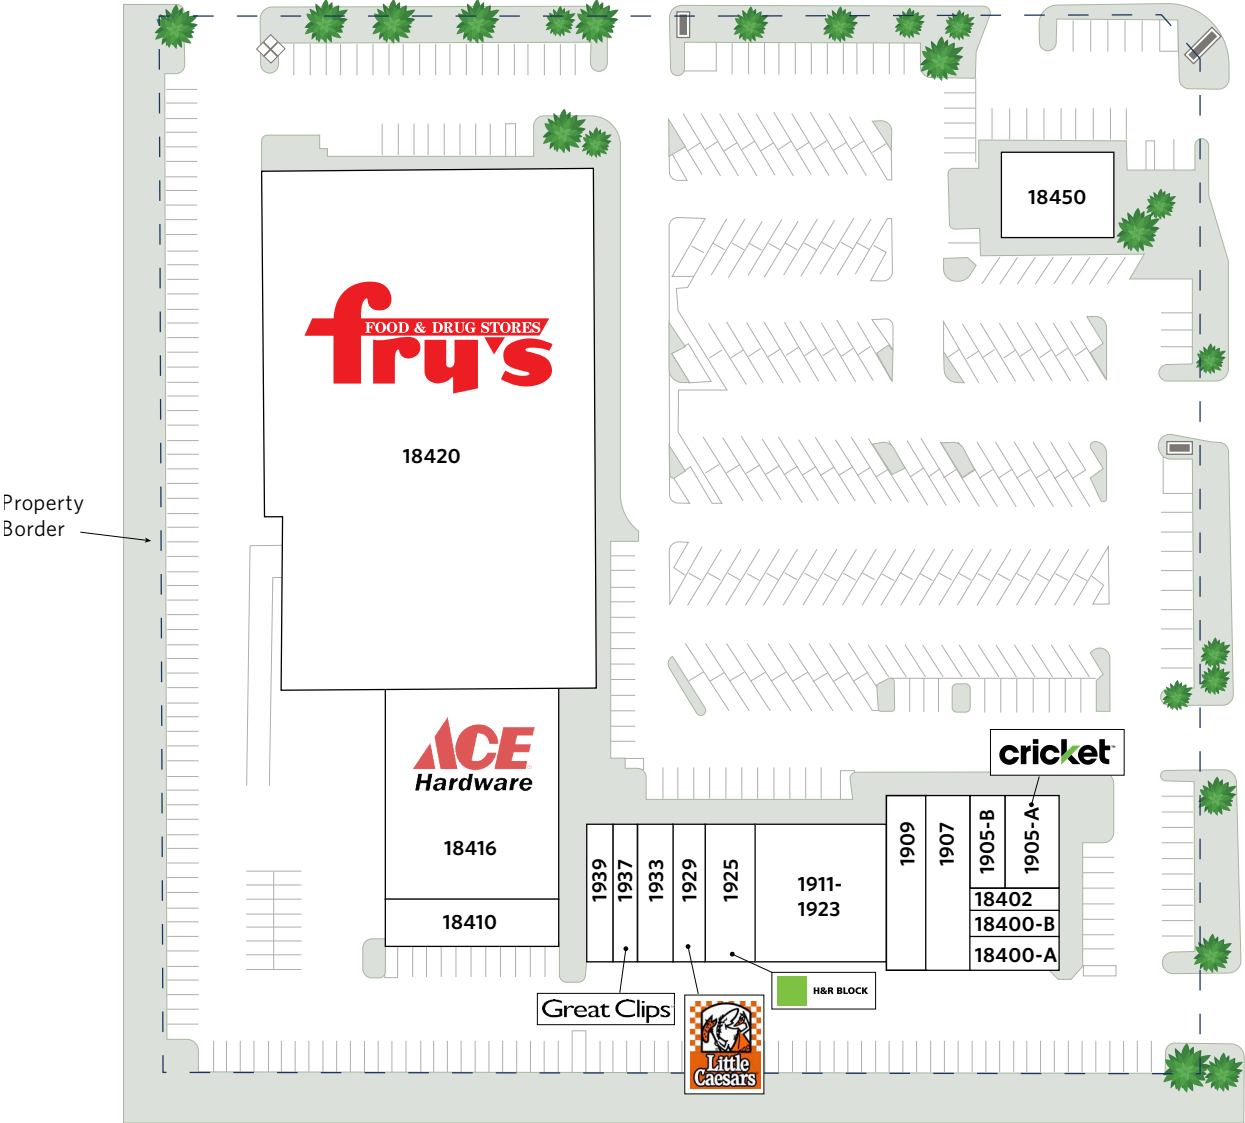 18450
fry's
FOOD & DRUG STORES
18420
Property
Border
ACE
Hardware
18416
18410
cricket
1939
1937
1933
1929
1925
1911-
1923
1909
1907
1905-B
1905-A
18402
18400-B
18400-A
Great Clips
Little
Caesars
H&R BLOCK